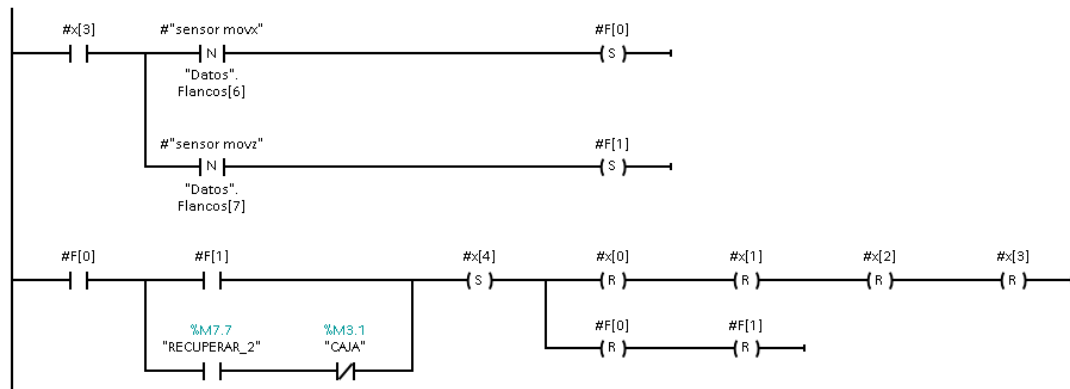 #x[3]
#"sensor movx"
#F[0]
N
S
"Datos".
Flancos[6]
#"sensor movz"
#F[1]
N
S
"Datos".
Flancos[7]
#F[0]
#F[1]
#x[4]
#x[0]
#x[1]
#x[2]
#x[3]
S
R
R
R
R
%M7.7
%M3.1
#F[0]
#F[1]
"RECUPERAR_2"
"CAJA"
R
R